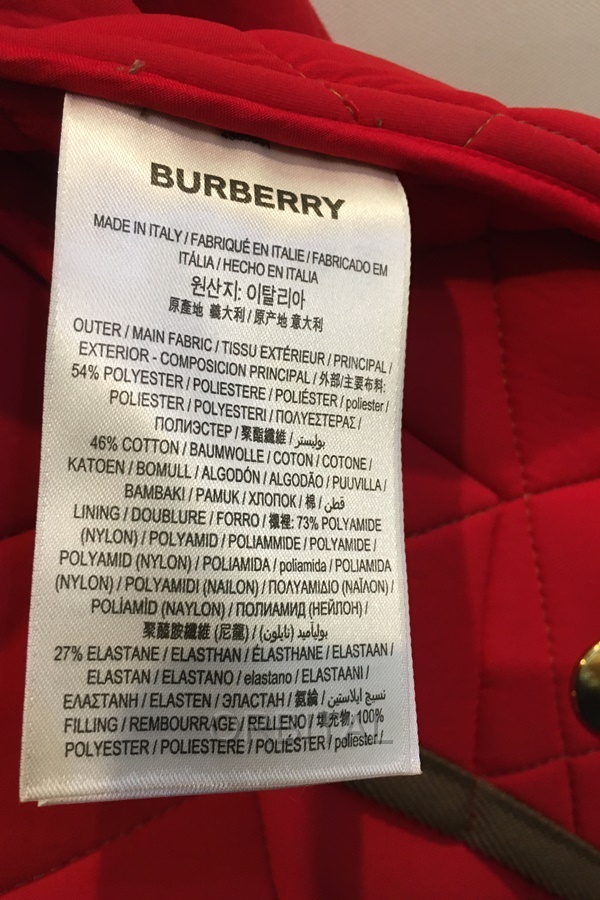 BURBERRY
MADE IN ITALY / FABRIQUÉ EN ITALIE / FABRICADO EM
ITÁLIA / HECHO EN ITALIA
원산지: 이탈리아
原產地 義大利 / 原产地 意大利
OUTER / MAIN FABRIC / TISSU EXTÉRIEUR / PRINCIPAL /
EXTERIOR - COMPOSICION PRINCIPAL / 外部/主要布料:
54% POLYESTER / POLIESTERE / POLIÉSTER / poliester /
POLIESTER / POLYESTERI / ΠΟΛΥΕΣΤΕΡΑΣ /
ПОЛИЭСТЕР / 聚酯纖維 / بوليستر
46% COTTON / BAUMWOLLE / COTON / COTONE /
KATOEN / BOMULL / ALGODÓN / ALGODÃO / PUUVILLA /
BAMBAKI / PAMUK / ХЛОПОК / 棉 / قطن
LINING / DOUBLURE / FORRO / 襯裡: 73% POLYAMIDE
(NYLON) / POLYAMID / POLIAMMIDE / POLYAMIDE /
POLYAMID (NYLON) / POLIAMIDA / poliamida / POLIAMIDA
(NYLON) / POLYAMIDI (NAILON) / ΠΟΛΥΑΜΙΔΙΟ (ΝΑΪΛΟΝ) /
POLİAMİD (NAYLON) / ПОЛИАМИД (НЕЙЛОН) /
聚醯胺纖維 (尼龍) / بولياميد (نايلون)
27% ELASTANE / ELASTHAN / ÉLASTHANE / ELASTAAN /
ELASTAN / ELASTANO / elastano / ELASTAANI /
ΕΛΑΣΤΑΝΗ / ELASTEN / ЭЛАСТАН / 氨綸 / نسيج ايلاستين
FILLING / REMBOURRAGE / RELLENO / 填充物: 100%
POLYESTER / POLIESTERE / POLIÉSTER / poliester /